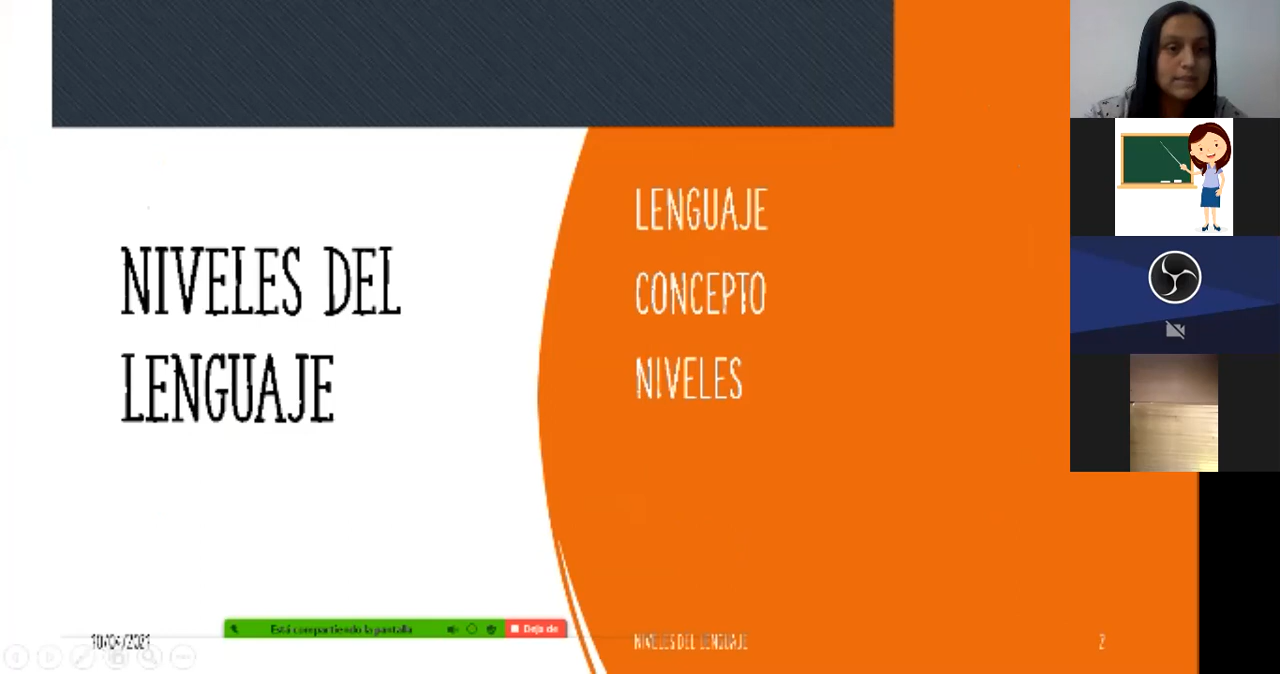 NIVELES DEL
LENGUAJE
LENGUAJE
CONCEPTO
NIVELES
Está compartiendo la pantalla
Deja de
NIVELES DEL LENGUAJE
2